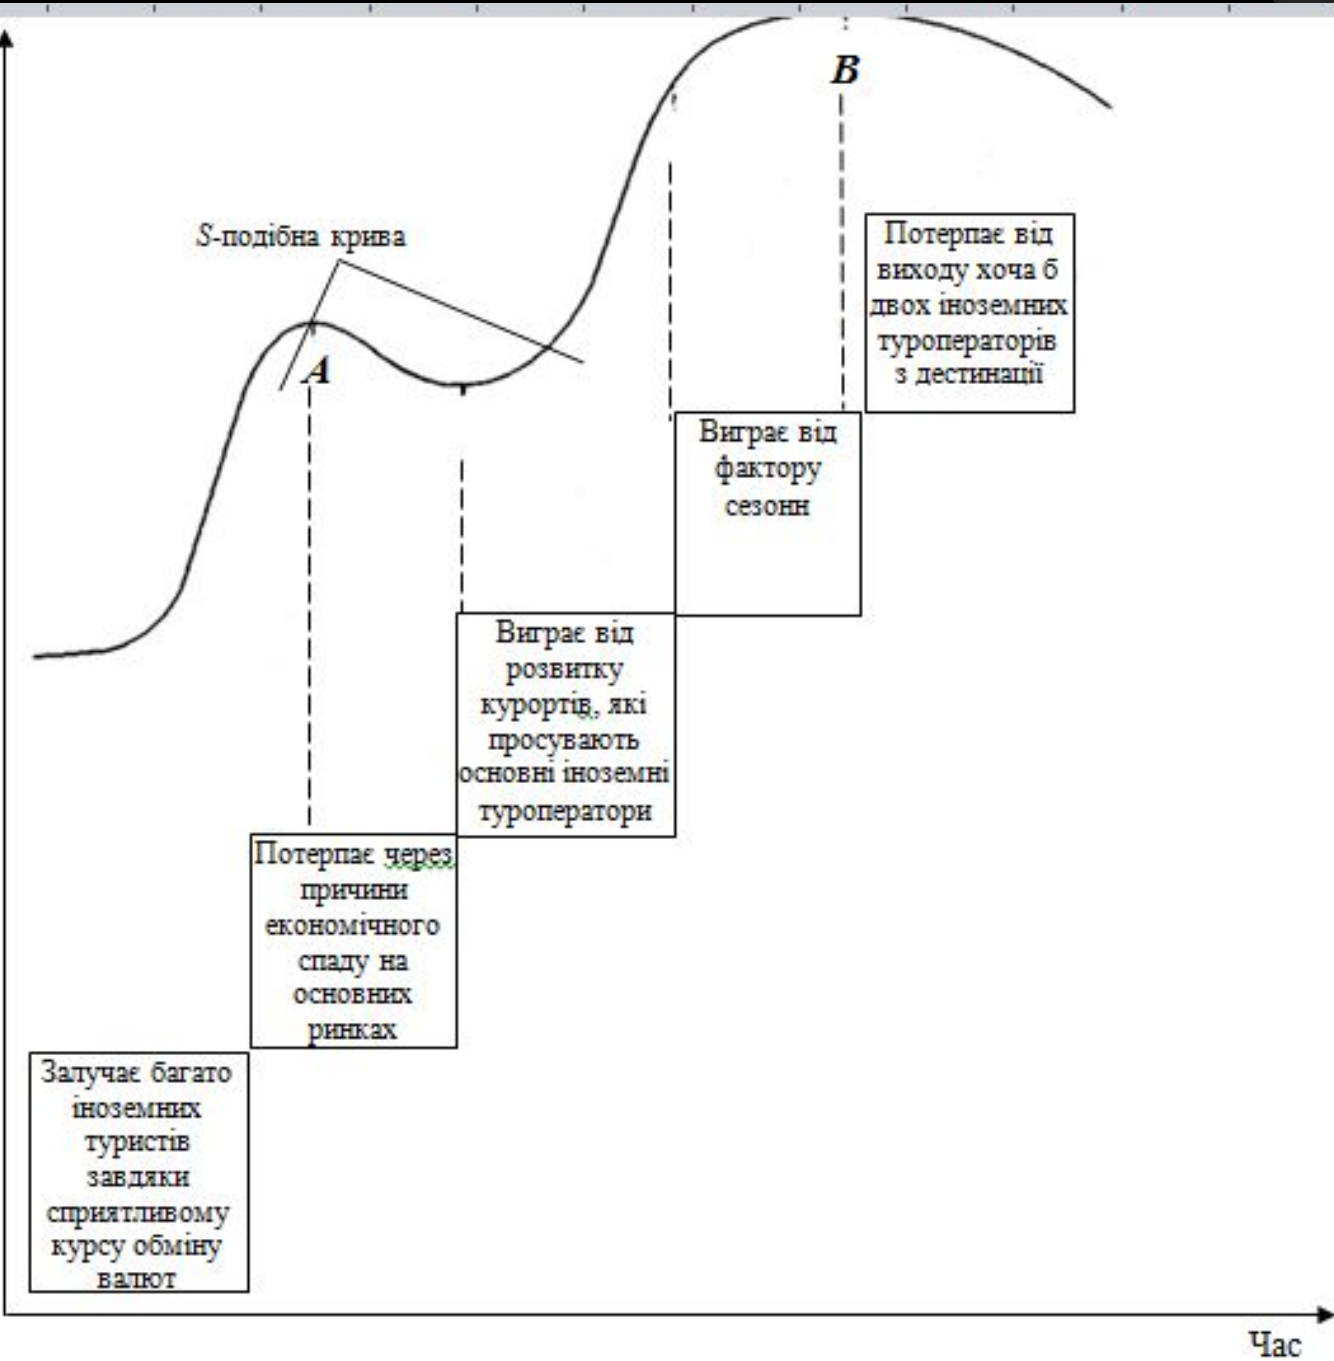 B
S-подібна крива
A
Потерпає від
виходу хоча б
двох іноземних
туроператорів
з дестинації
Виграє від
фактору
сезонн
Виграє від
розвитку
курортів, які
просувають
основні іноземні
туроператори
Потерпає через
причини
економічного
спаду на
основних
ринках
Залучає багато
іноземних
туристів
завдяки
сприятливому
курсу обміну
валют
Час